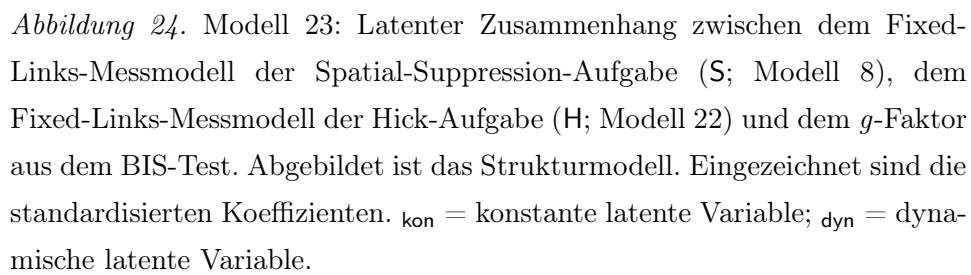 Abbildung 24. Modell 23: Latenter Zusammenhang zwischen dem Fixed-
Links-Messmodell der Spatial-Suppression-Aufgabe (S; Modell 8), dem
Fixed-Links-Messmodell der Hick-Aufgabe (H; Modell 22) und dem g-Faktor
aus dem BIS-Test. Abgebildet ist das Strukturmodell. Eingezeichnet sind die
standardisierten Koeffizienten. kon = konstante latente Variable; dyn = dyna-
mische latente Variable.